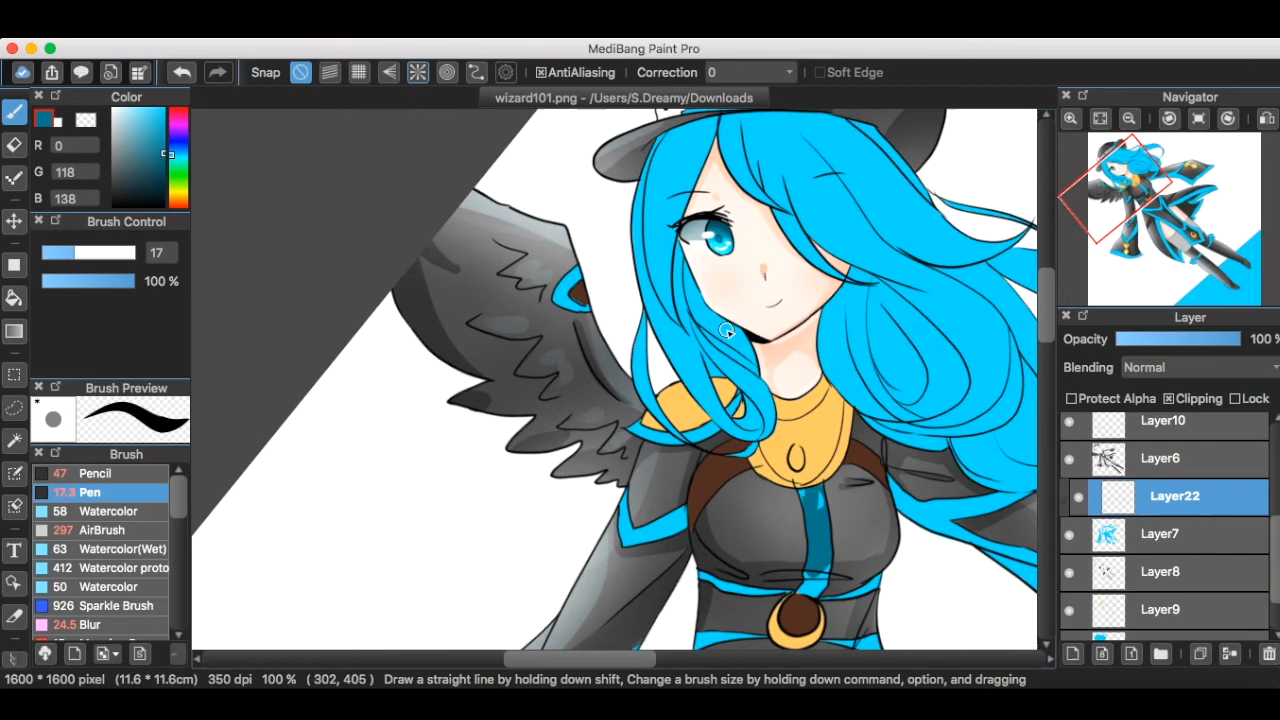 MediBang Paint Pro
Snap AntiAliasing Correction 0 Soft Edge
wizard101.png - /Users/S.Dreamy/Downloads
Color
R 0
G 118
B 138
Brush Control
17
100 %
Brush Preview
*
Brush
47 Pencil
17.3 Pen
58 Watercolor
297 AirBrush
63 Watercolor(Wet)
412 Watercolor proto
50 Watercolor
926 Sparkle Brush
24.5 Blur
T
Navigator
Layer
Opacity 100 %
Blending Normal
Protect Alpha Clipping Lock
Layer10
Layer6
Layer22
Layer7
Layer8
Layer9
1600 * 1600 pixel (11.6 * 11.6cm) 350 dpi 100 % ( 302, 405 ) Draw a straight line by holding down shift, Change a brush size by holding down command, option, and dragging